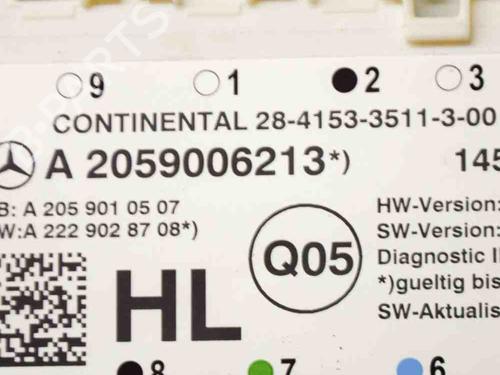 9 1 2 3
CONTINENTAL 28-4153-3511-3-00
A 2059006213*) 145
B: A 205 901 05 07
W:A 222 902 87 08*)
HW-Version:
SW-Version:
Diagnostic I
*)gueltig bis
SW-Aktualis
HL
Q05
8 7 6